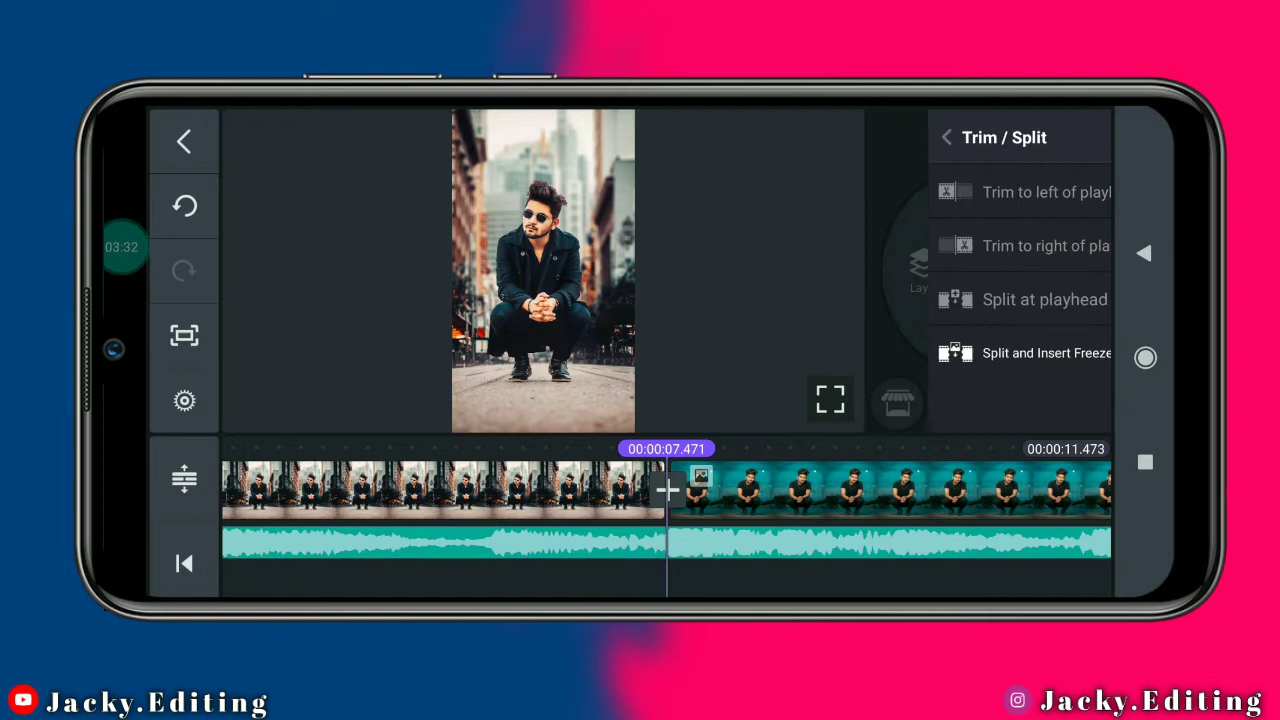 Trim / Split
Trim to left of playl
03:32
Trim to right of pla
Lay
Split at playhead
Split and Insert Freeze
00:00:07.471
00:00:11.473
Jacky.Editing
Jacky.Editing